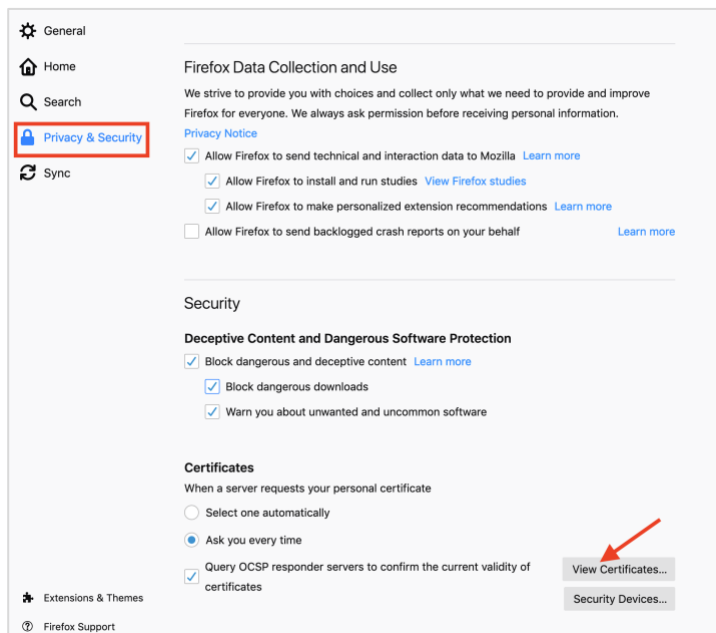 General
Home
Search
Privacy & Security
Sync
Extensions & Themes
Firefox Support
Firefox Data Collection and Use
We strive to provide you with choices and collect only what we need to provide and improve
Firefox for everyone. We always ask permission before receiving personal information.
Privacy Notice
Allow Firefox to send technical and interaction data to Mozilla Learn more
Allow Firefox to install and run studies View Firefox studies
Allow Firefox to make personalized extension recommendations Learn more
Allow Firefox to send backlogged crash reports on your behalf Learn more
Security
Deceptive Content and Dangerous Software Protection
Block dangerous and deceptive content Learn more
Block dangerous downloads
Warn you about unwanted and uncommon software
Certificates
When a server requests your personal certificate
Select one automatically
Ask you every time
Query OCSP responder servers to confirm the current validity of
certificates
View Certificates...
Security Devices...